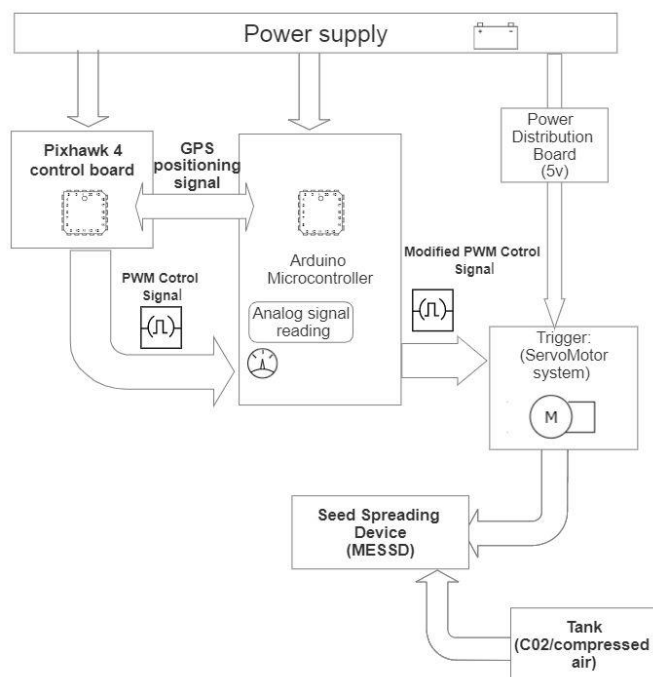 Power supply
Pixhawk 4
control board
GPS
positioning
signal
Power
Distribution
Board
(5v)
Arduino
Microcontroller
Analog signal
reading
PWM Cotrol
Signal
Modified PWM Cotrol
Signal
Trigger:
(ServoMotor
system)
M
Seed Spreading
Device
(MESSD)
Tank
(C02/compressed
air)